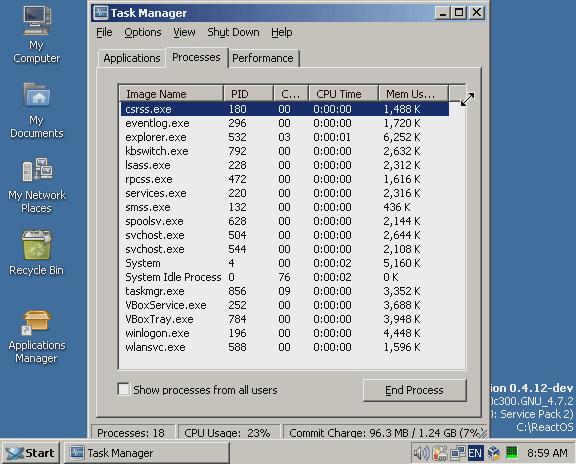 My Computer
My Documents
My Network Places
Recycle Bin
Applications Manager
Task Manager
File Options View Shut Down Help
Applications Processes Performance
Image Name PID C... CPU Time Mem Us...
csrss.exe 180 00 0:00:00 1,488 K
eventlog.exe 296 00 0:00:00 1,720 K
explorer.exe 532 03 0:00:01 6,252 K
kbswitch.exe 792 00 0:00:00 2,632 K
lsass.exe 228 00 0:00:00 2,312 K
rpcss.exe 472 00 0:00:00 1,616 K
services.exe 220 00 0:00:00 2,316 K
smss.exe 132 00 0:00:00 436 K
spoolsv.exe 628 00 0:00:00 2,144 K
svchost.exe 504 00 0:00:00 2,644 K
svchost.exe 544 00 0:00:00 2,108 K
System 4 00 0:00:02 5,160 K
System Idle Process 0 76 0:00:02 0 K
taskmgr.exe 856 09 0:00:00 3,352 K
VBoxService.exe 252 00 0:00:00 3,688 K
VBoxTray.exe 784 00 0:00:00 3,948 K
winlogon.exe 196 00 0:00:00 4,448 K
wlansvc.exe 588 00 0:00:00 1,596 K
Show processes from all users
End Process
Processes: 18 CPU Usage: 23% Commit Charge: 96.3 MB / 1.24 GB (7%)
ion 0.4.12-dev
0c300.GNU_4.7.2
0: Service Pack 2)
C:\ReactOS
Start Task Manager EN 8:59 AM